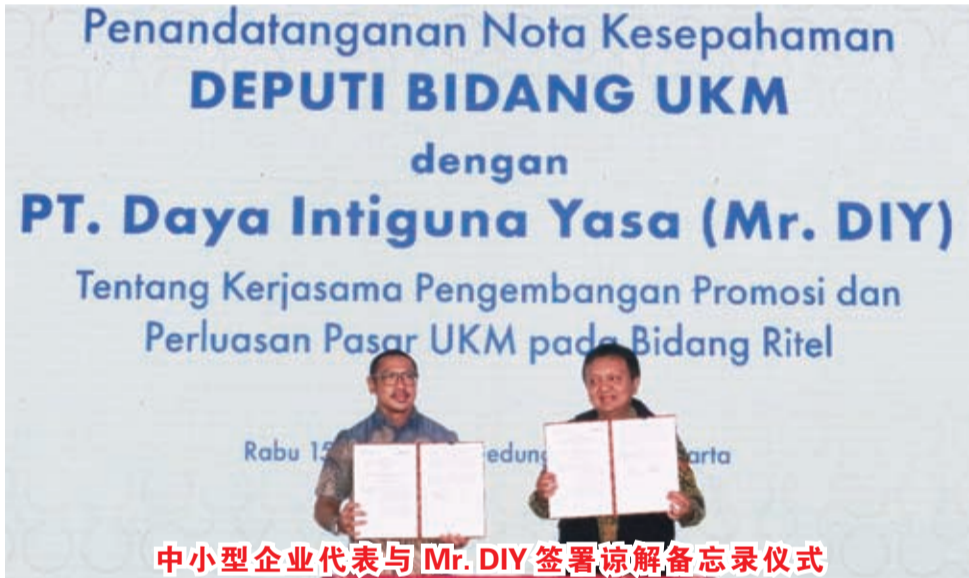 Penandatanganan Nota Kesepahaman
DEPUTI BIDANG UKM
dengan
PT. Daya Intiguna Yasa (Mr. DIY)
Tentang Kerjasama Pengembangan Promosi dan
Perluasan Pasar UKM pada Bidang Ritel
Rabu 15
中小型企业代表与 Mr. DIY 签署谅解备忘录仪式